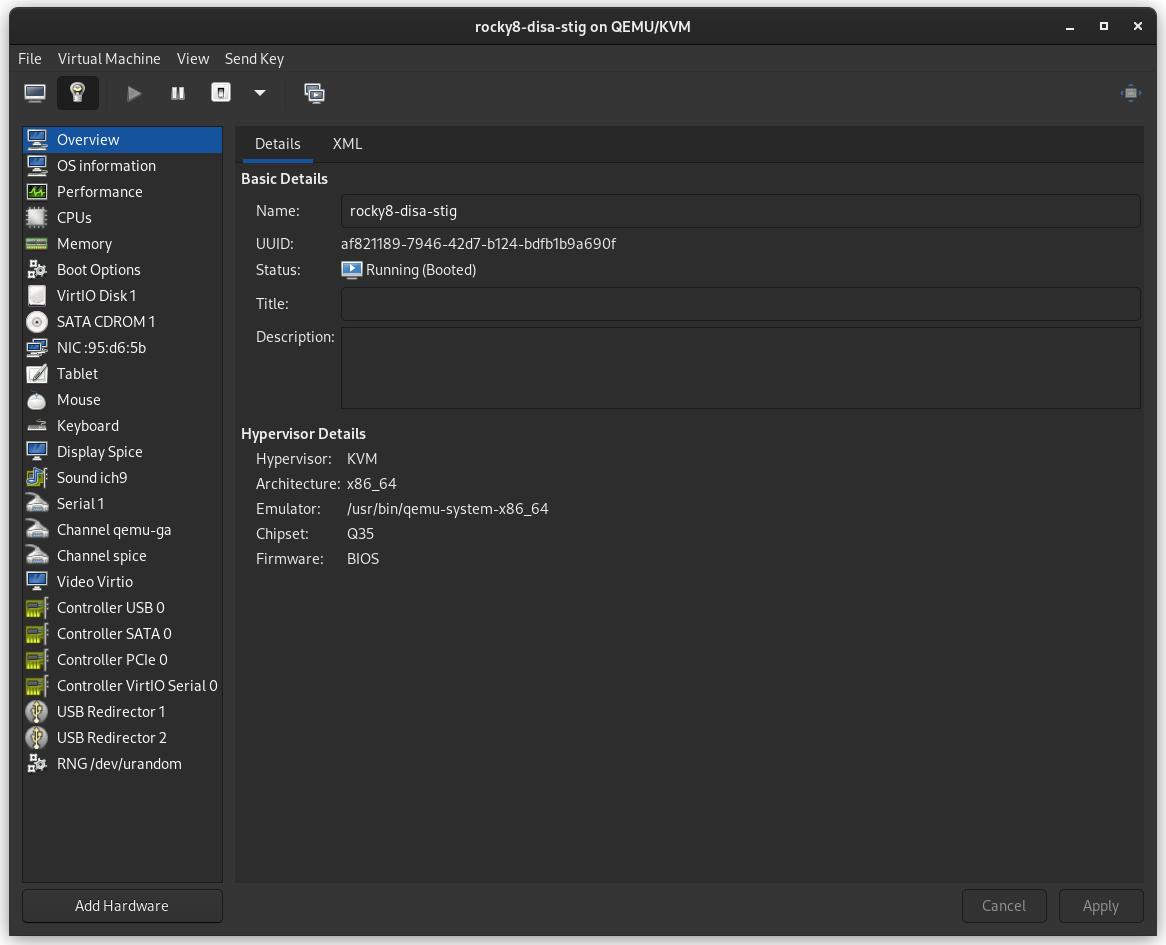 rocky8-disa-stig on QEMU/KVM
File Virtual Machine View Send Key
Overview
OS information
Performance
CPUs
Memory
Boot Options
VirtIO Disk 1
SATA CDROM 1
NIC :95:d6:5b
Tablet
Mouse
Keyboard
Display Spice
Sound ich9
Serial 1
Channel qemu-ga
Channel spice
Video Virtio
Controller USB 0
Controller SATA 0
Controller PCIe 0
Controller VirtIO Serial 0
USB Redirector 1
USB Redirector 2
RNG /dev/urandom
Add Hardware
Details XML
Basic Details
Name: rocky8-disa-stig
UUID: af821189-7946-42d7-b124-bdfb1b9a690f
Status: Running (Booted)
Title:
Description:
Hypervisor Details
Hypervisor: KVM
Architecture: x86_64
Emulator: /usr/bin/qemu-system-x86_64
Chipset: Q35
Firmware: BIOS
Cancel Apply